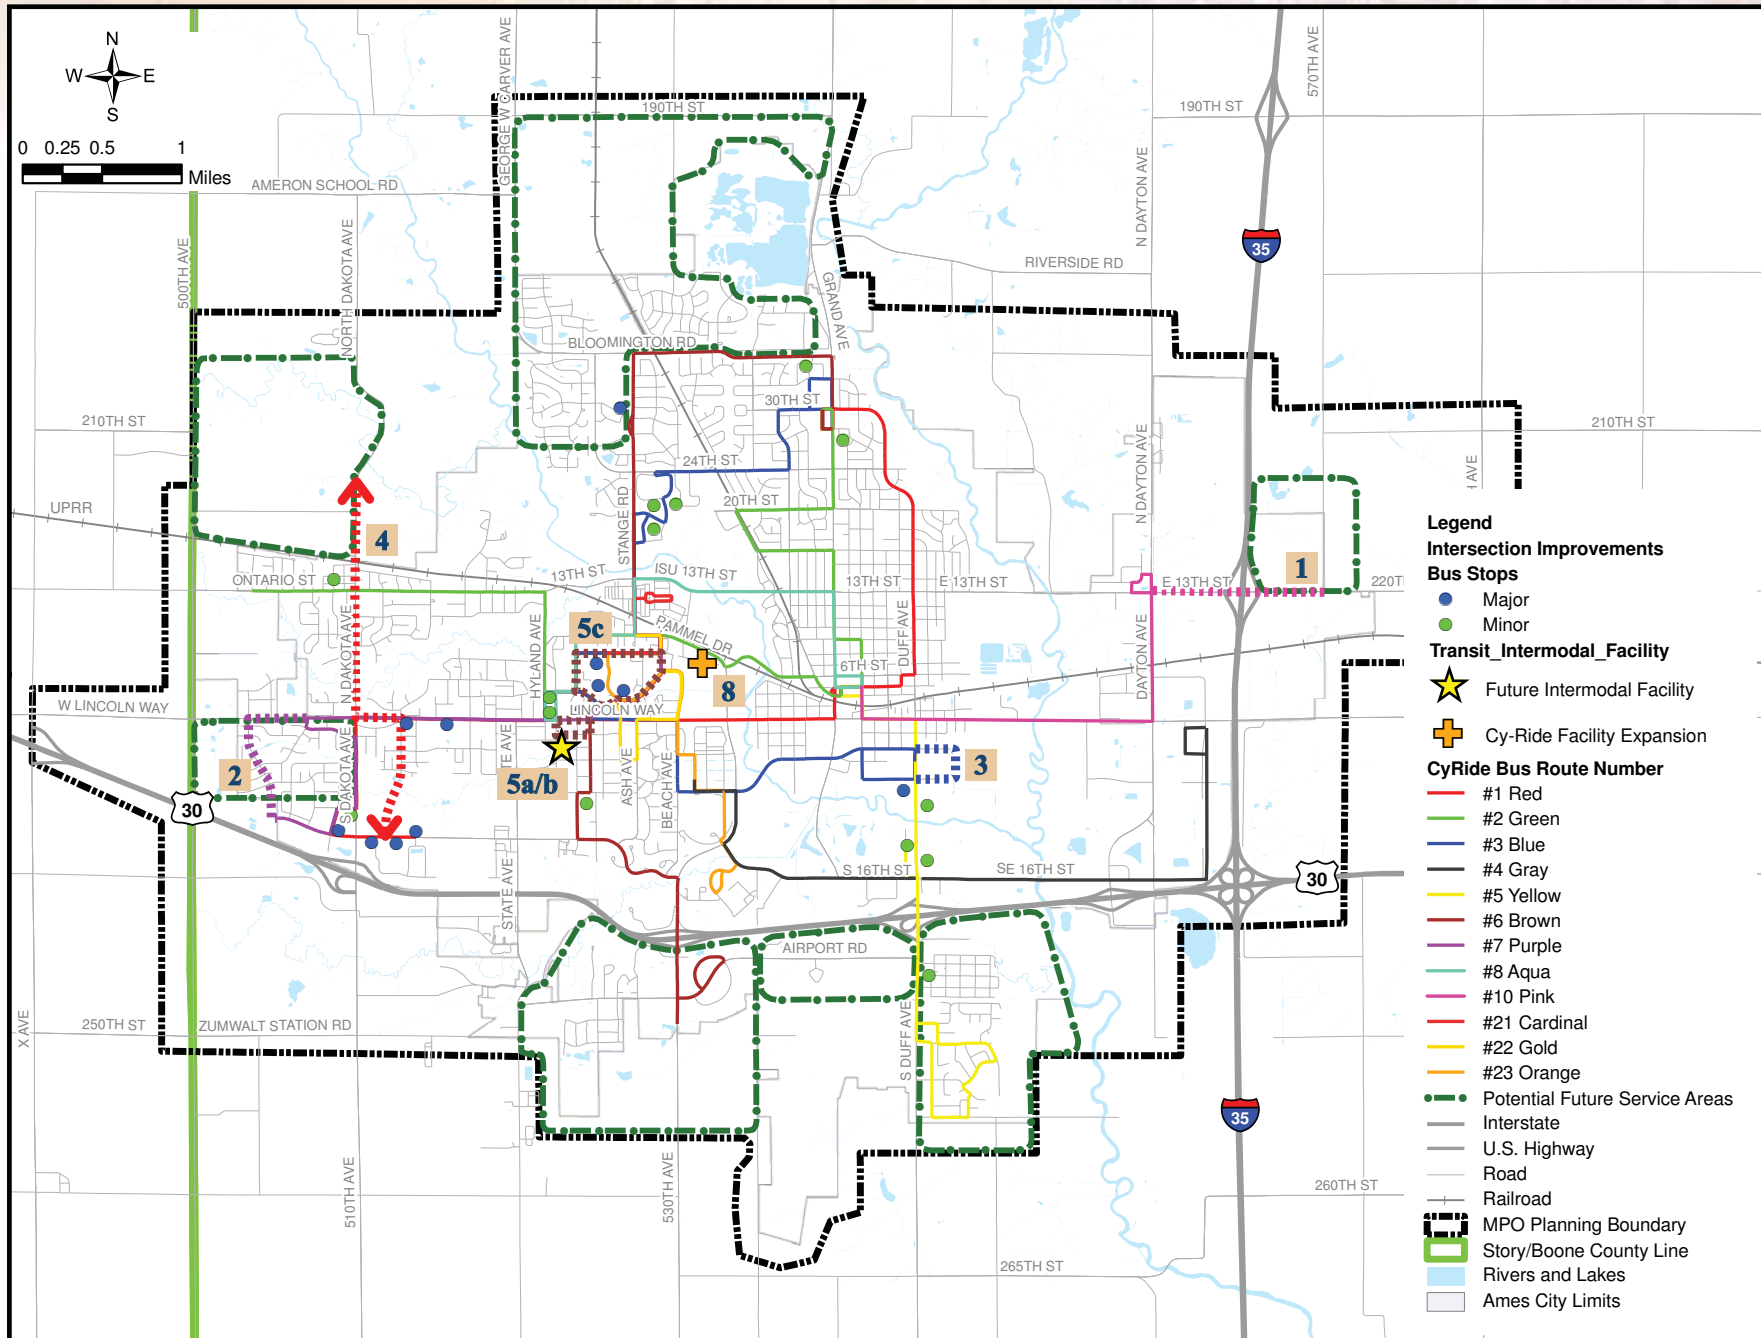 N
W E
S
0 0.25 0.5 1
Miles
GEORGE W CARVER AVE
570TH AVE
190TH ST
190TH ST
AMERON SCHOOL RD
N DAYTON AVE
500TH AVE
NORTH DAKOTA AVE
35
RIVERSIDE RD
GRAND AVE
BLOOMINGTON RD
30TH ST
210TH ST
210TH ST
24TH ST
N DAYTON AVE
AVE
UPRR
20TH ST
STANGE RD
4
13TH ST
ISU 13TH ST
ONTARIO ST
13TH ST
E 13TH ST
E 13TH ST
1
220T
N DAKOTA AVE
HYLAND AVE
5c
PAMMEL DR
DUFF AVE
6TH ST
8
DAYTON AVE
W LINCOLN WAY
LINCOLN WAY
2
S DAKOTA AVE
5a/b
ASH AVE
BEACH AVE
3
30
STATE AVE
S 16TH ST
SE 16TH ST
30
AIRPORT RD
X AVE
250TH ST
ZUMWALT STATION RD
S DUFF AVE
35
510TH AVE
530TH AVE
260TH ST
265TH ST
Legend
Intersection Improvements
Bus Stops
Major
Minor
Transit_Intermodal_Facility
Future Intermodal Facility
Cy-Ride Facility Expansion
CyRide Bus Route Number
#1 Red
#2 Green
#3 Blue
#4 Gray
#5 Yellow
#6 Brown
#7 Purple
#8 Aqua
#10 Pink
#21 Cardinal
#22 Gold
#23 Orange
Potential Future Service Areas
Interstate
U.S. Highway
Road
Railroad
MPO Planning Boundary
Story/Boone County Line
Rivers and Lakes
Ames City Limits